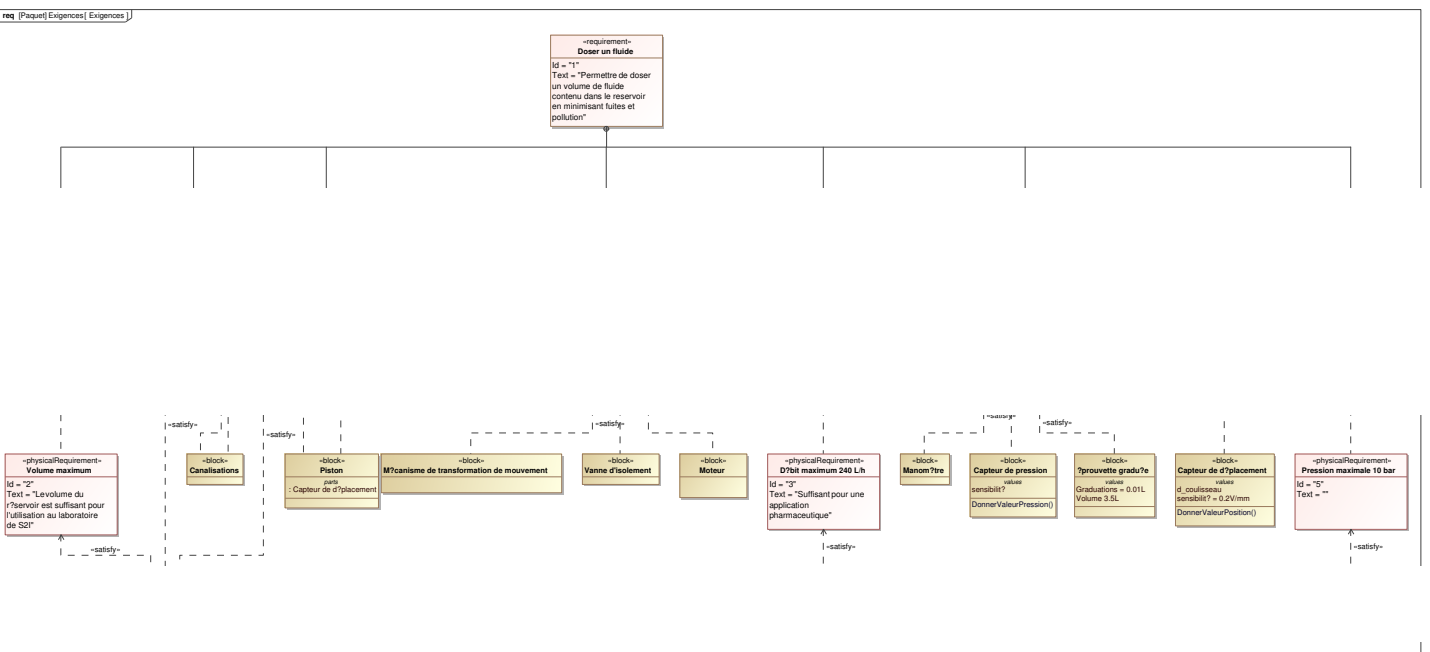 req [Paquet] Exigences[ Exigences ]
«requirement»
Doser un fluide
Id = "1"
Text = "Permettre de doser
un volume de fluide
contenu dans le reservoir
en minimisant fuites et
pollution"
«satisfy»
«satisfy»
«satisfy»
«satisfy»
«satisfy»
«physicalRequirement»
Volume maximum
Id = "2"
Text = "Levolume du
r?servoir est suffisant pour
l'utilisation au laboratoire
de S2I"
«block»
Canalisations
«block»
Piston
parts
: Capteur de d?placement
«block»
M?canisme de transformation de mouvement
«block»
Vanne d'isolement
«block»
Moteur
«physicalRequirement»
D?bit maximum 240 L/h
Id = "3"
Text = "Suffisant pour une
application
pharmaceutique"
«block»
Manom?tre
«block»
Capteur de pression
values
sensibilit?
DonnerValeurPression()
«block»
?prouvette gradu?e
values
Graduations = 0.01L
Volume 3.5L
«block»
Capteur de d?placement
values
d_coulisseau
sensibilit? = 0.2V/mm
DonnerValeurPosition()
«physicalRequirement»
Pression maximale 10 bar
Id = "5"
Text = ""
«satisfy»
«satisfy»
«satisfy»